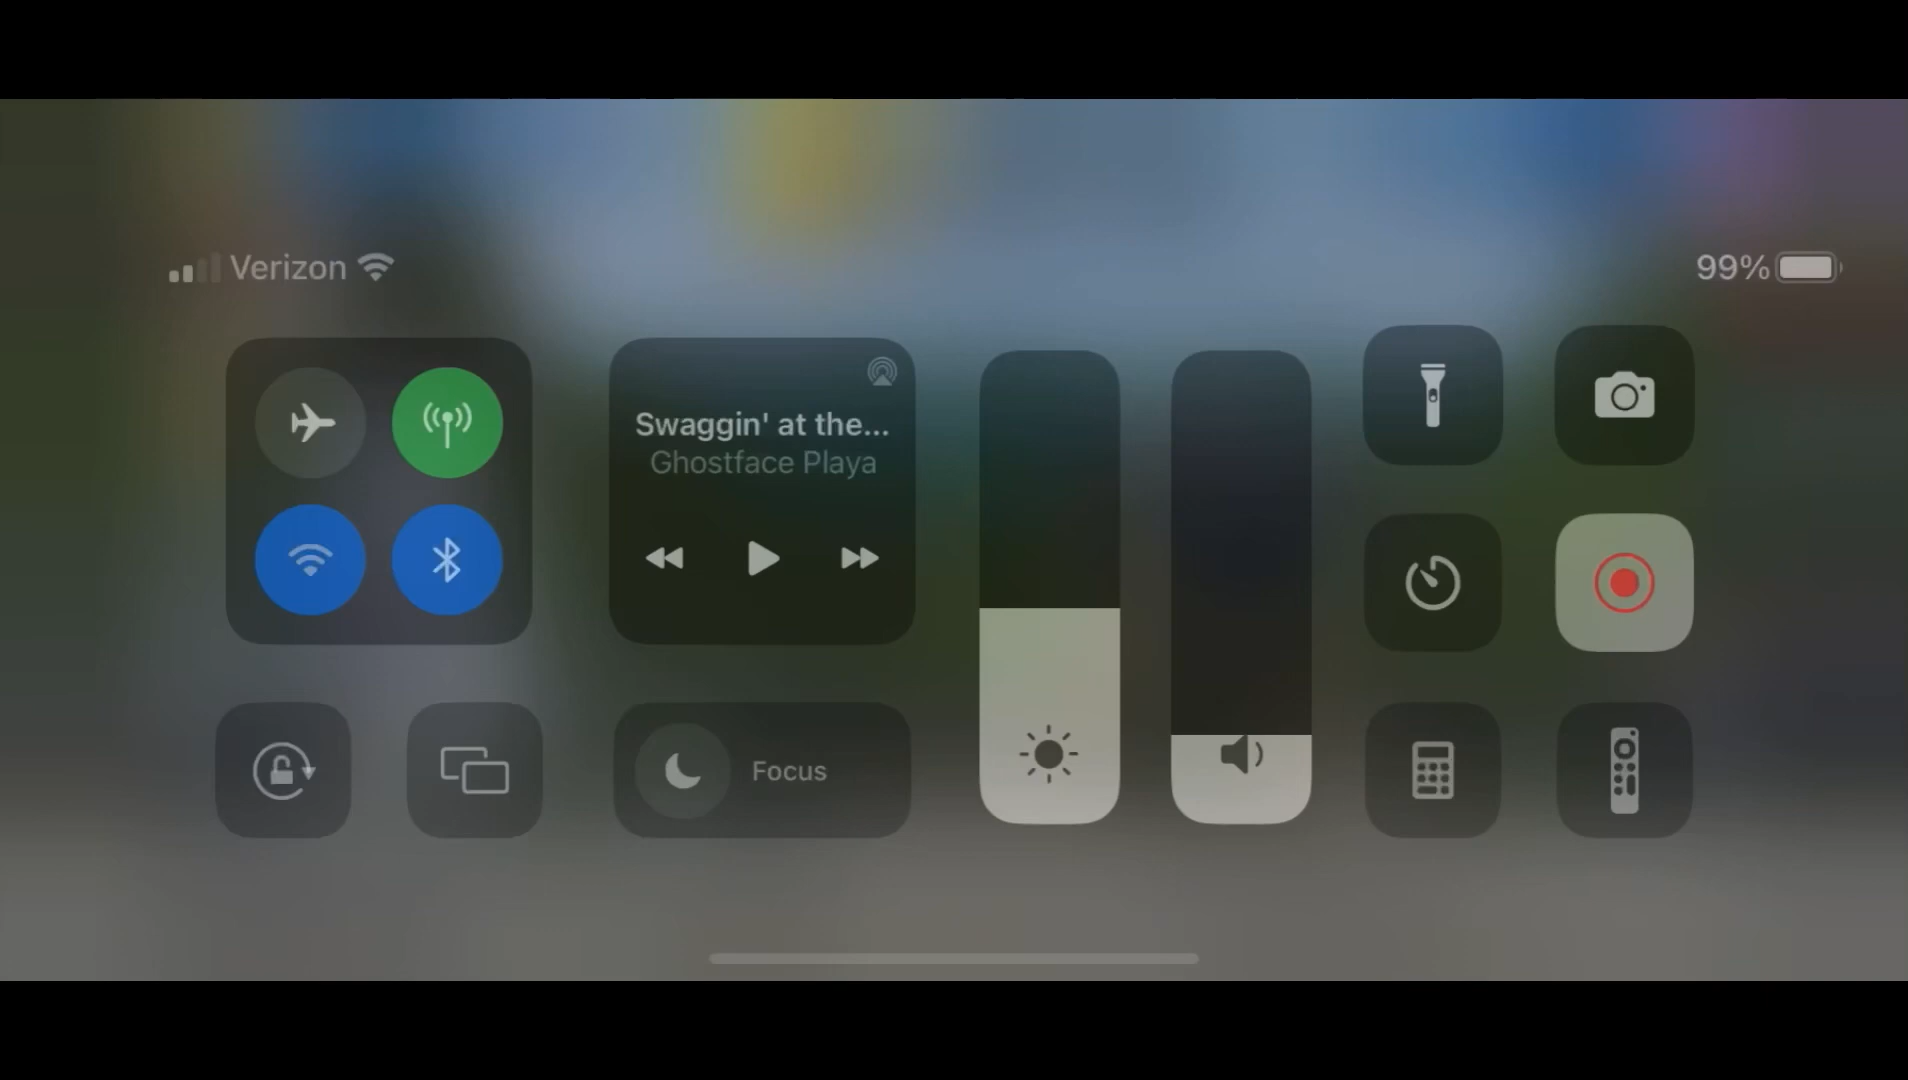 Verizon
99%
Swaggin' at the...
Ghostface Playa
Focus